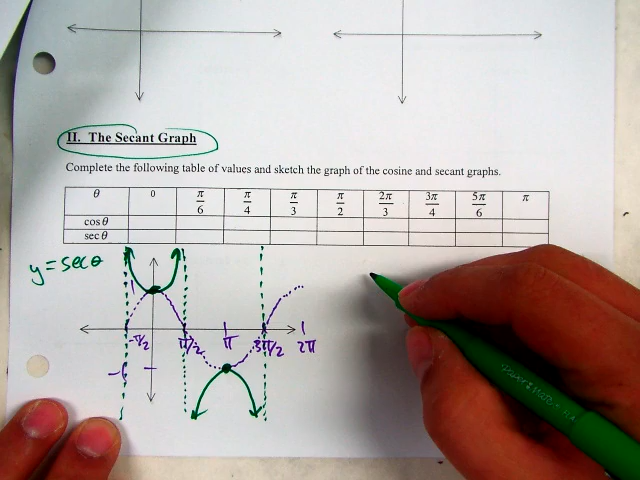 II. The Secant Graph
Complete the following table of values and sketch the graph of the cosine and secant graphs.
θ 0 π/6 π/4 π/3 π/2 2π/3 3π/4 5π/6 π
cos θ
sec θ
y = sec θ
1
-π/2 π/2 π 3π/2 2π
-1